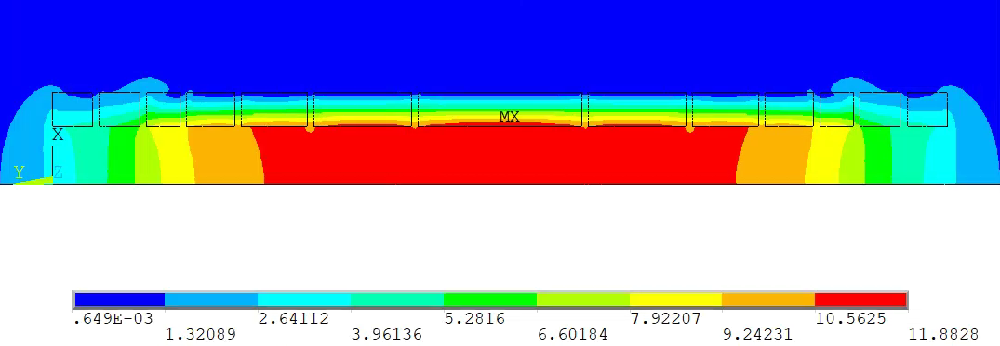 MX
X
Y Z
.649E-03 2.64112 5.2816 7.92207 10.5625
1.32089 3.96136 6.60184 9.24231 11.8828